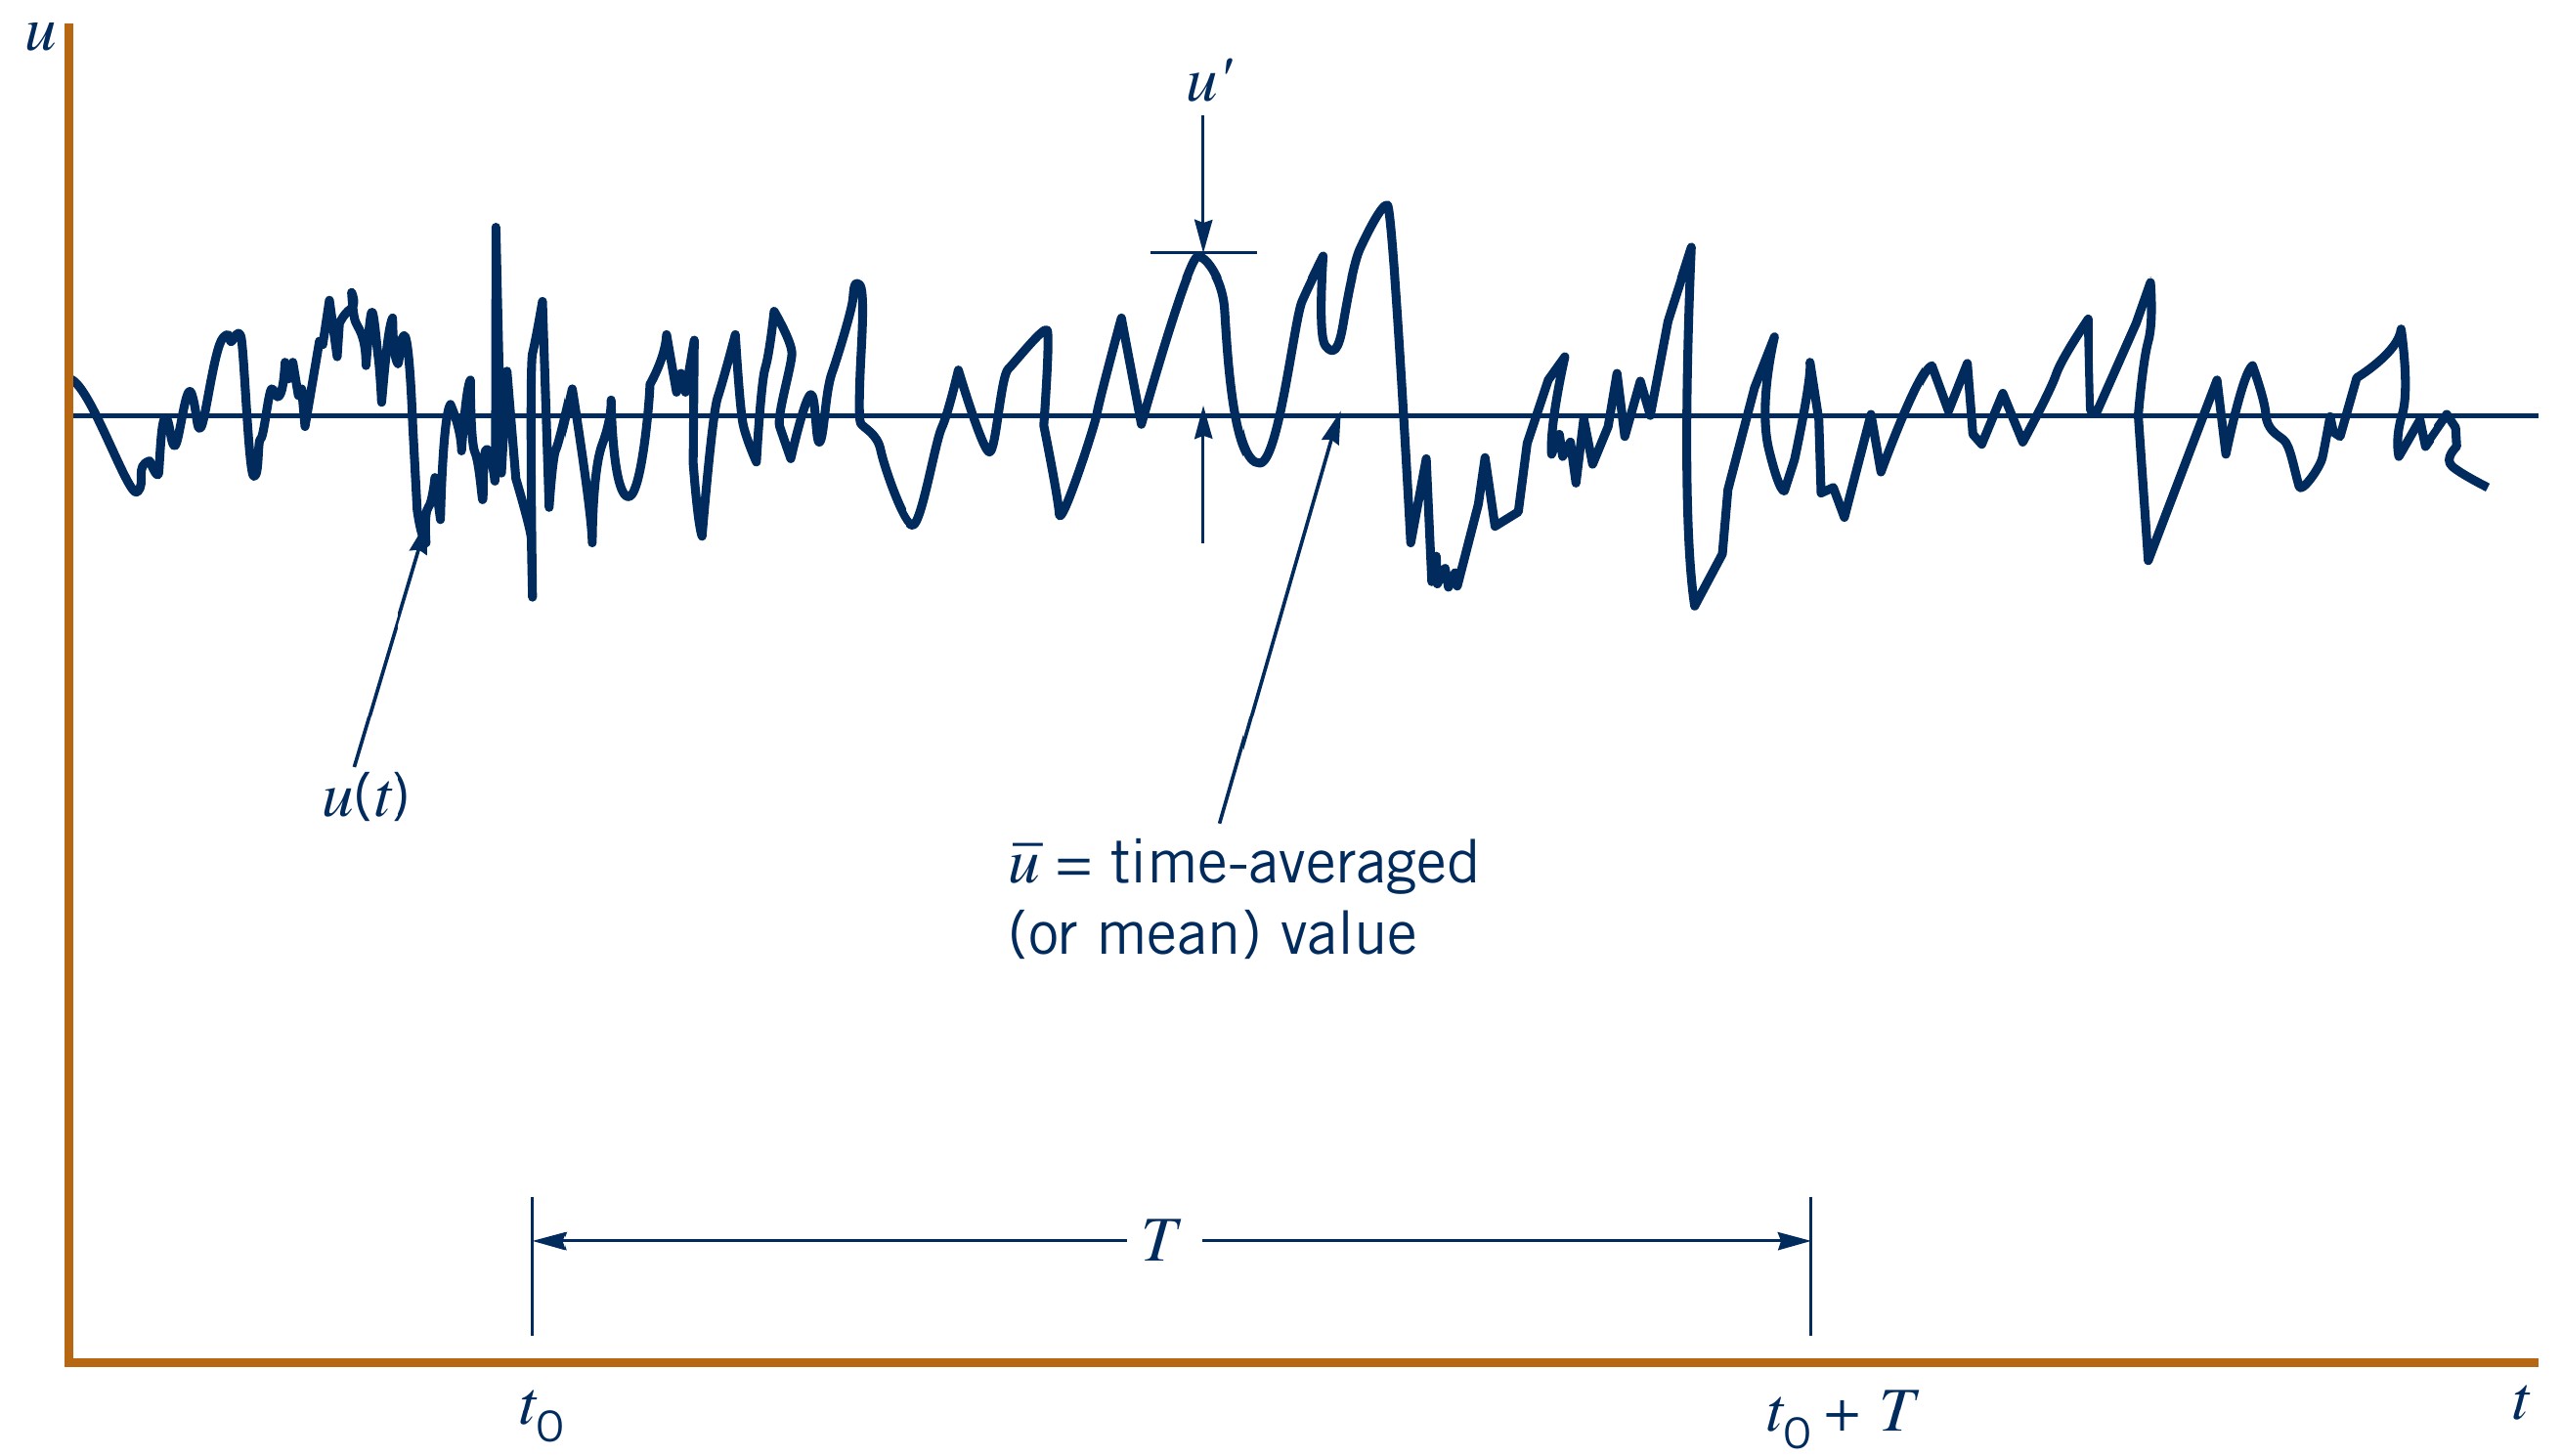 u
u′
u(t)
u̅ = time-averaged
(or mean) value
T
t₀
t₀ + T
t